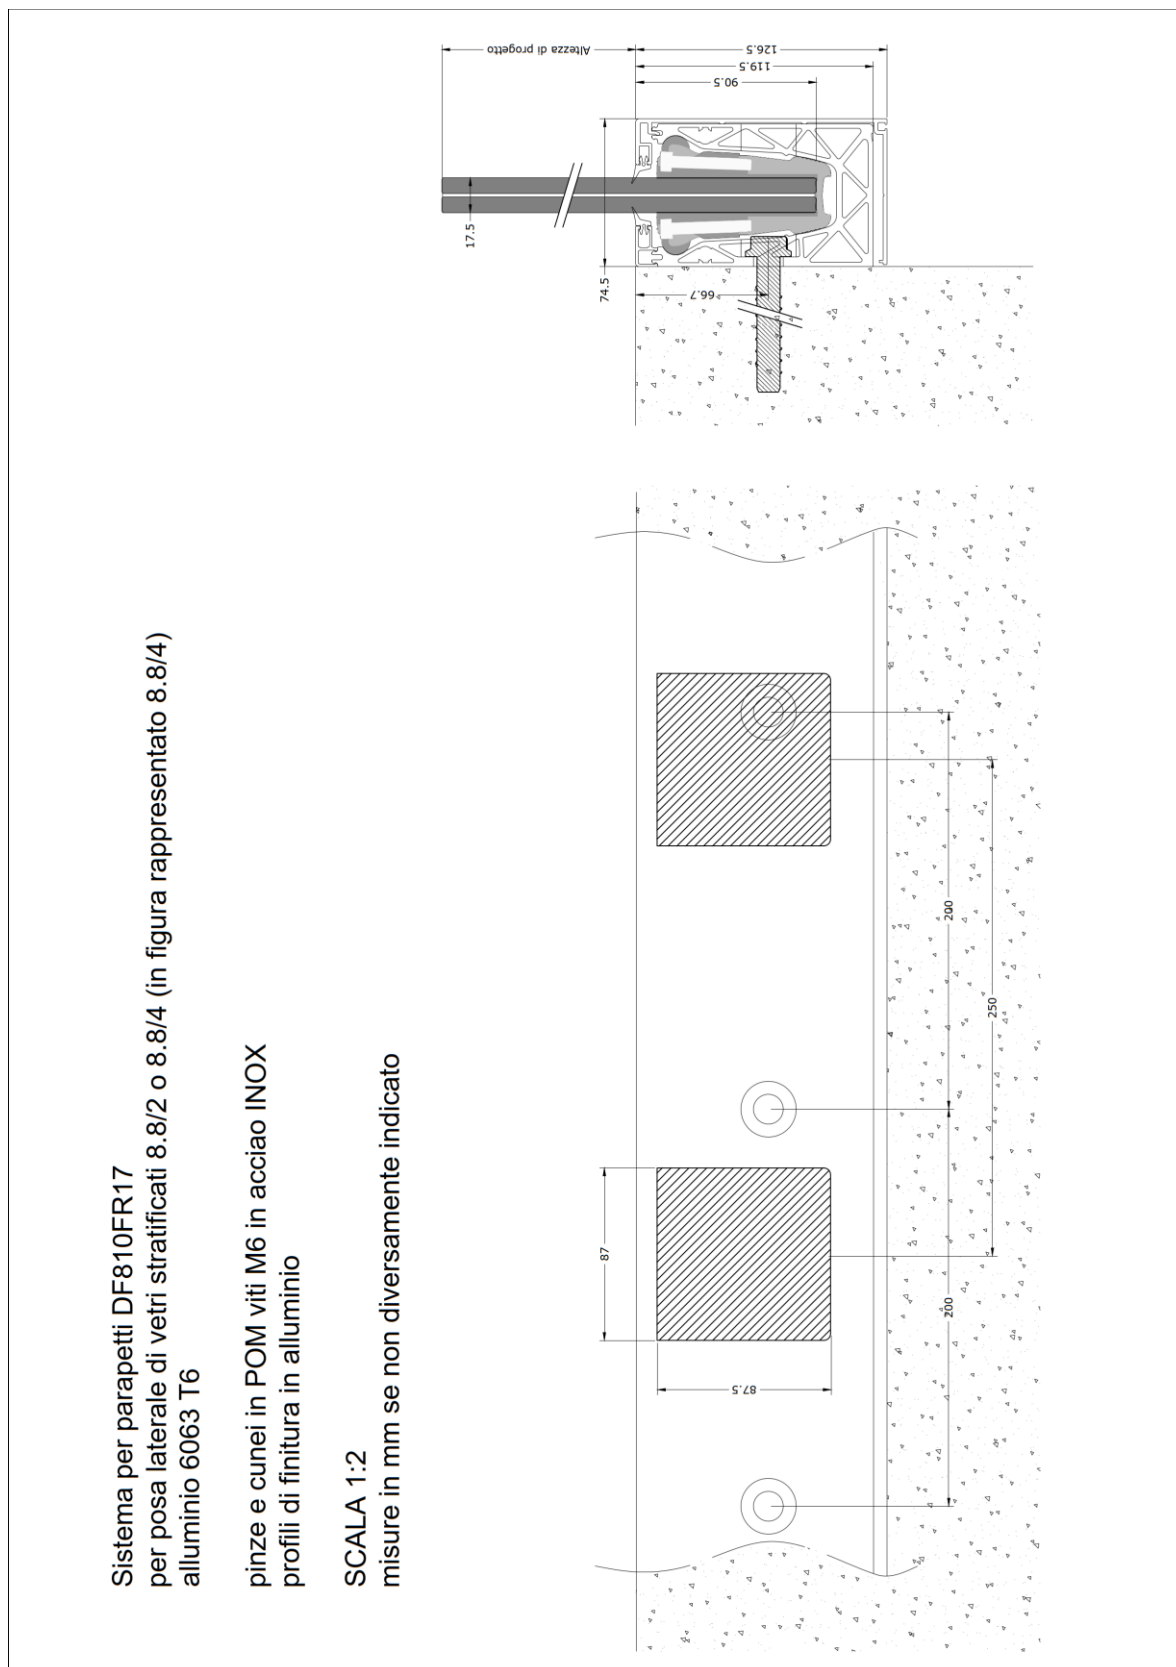 Sistema per parapetti DF810FR17
per posa laterale di vetri stratificati 8.8/2 o 8.8/4 (in figura rappresentato 8.8/4)
alluminio 6063 T6
pinze e cunei in POM viti M6 in acciao INOX
profili di finitura in alluminio
SCALA 1:2
misure in mm se non diversamente indicato
Altezza di progetto
126.5
119.5
90.5
17.5
74.5
66.7
200
250
87
200
87.5